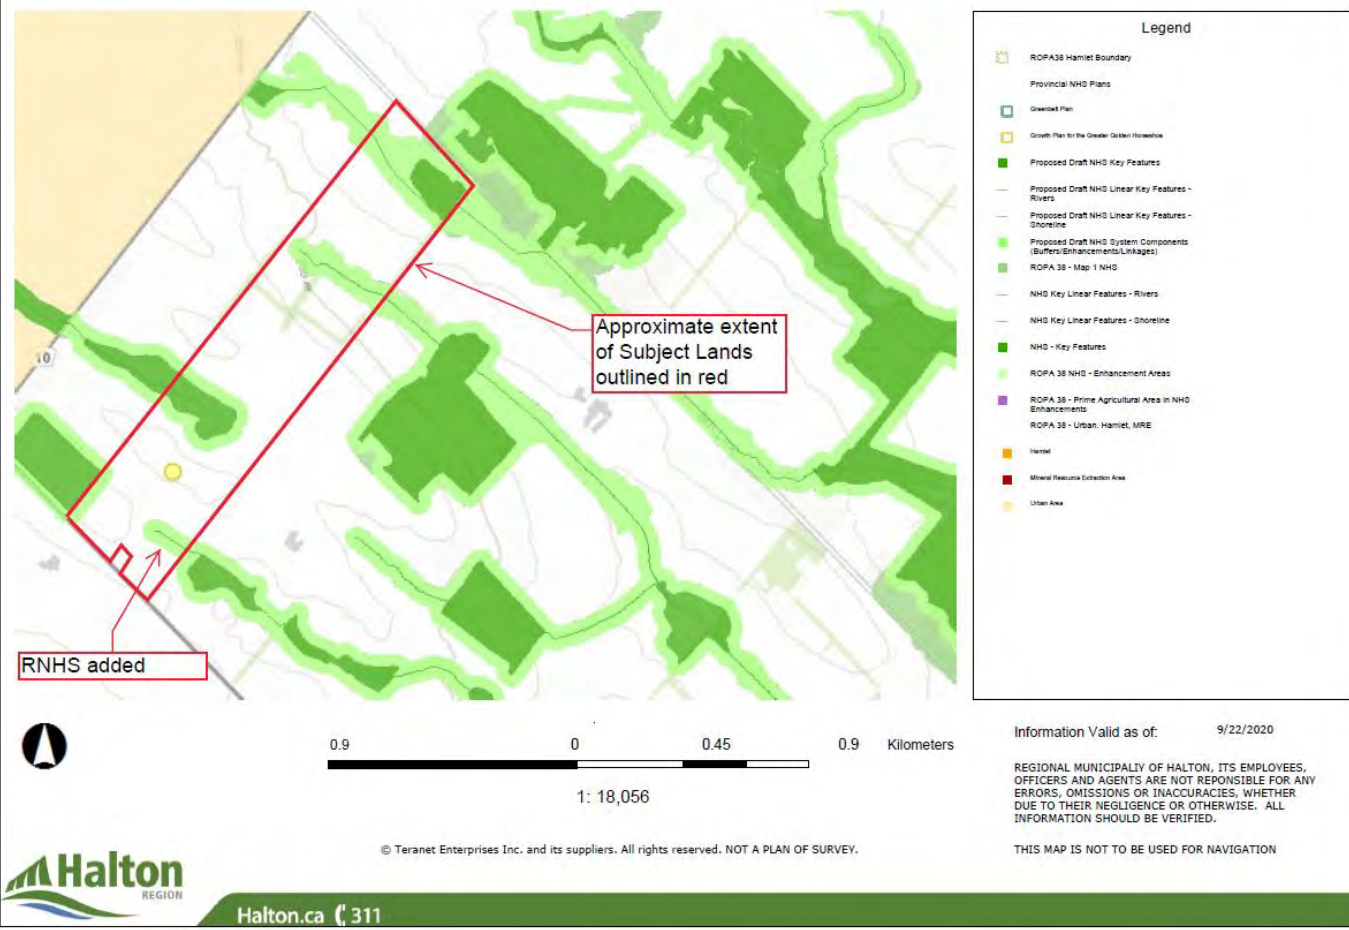 Legend
ROPA38 Hamlet Boundary
Provincial NHS Plans
Greenbelt Plan
Growth Plan for the Greater Golden Horseshoe
Proposed Draft NHS Key Features
Proposed Draft NHS Linear Key Features -
Rivers
Proposed Draft NHS Linear Key Features -
Shoreline
Proposed Draft NHS System Components
(Buffers/Enhancements/Linkages)
ROPA 38 - Map 1 NHS
NHS Key Linear Features - Rivers
NHS Key Linear Features - Shoreline
NHS - Key Features
ROPA 38 NHS - Enhancement Areas
ROPA 38 - Prime Agricultural Area in NHS
Enhancements
ROPA 38 - Urban, Hamlet, MRE
Hamlet
Mineral Resource Extraction Area
Urban Area
10
Approximate extent
of Subject Lands
outlined in red
RNHS added
0.9 0 0.45 0.9 Kilometers
1: 18,056
Information Valid as of: 9/22/2020
REGIONAL MUNICIPALIY OF HALTON, ITS EMPLOYEES,
OFFICERS AND AGENTS ARE NOT REPONSIBLE FOR ANY
ERRORS, OMISSIONS OR INACCURACIES, WHETHER
DUE TO THEIR NEGLIGENCE OR OTHERWISE. ALL
INFORMATION SHOULD BE VERIFIED.
THIS MAP IS NOT TO BE USED FOR NAVIGATION
© Teranet Enterprises Inc. and its suppliers. All rights reserved. NOT A PLAN OF SURVEY.
Halton
REGION
Halton.ca 311